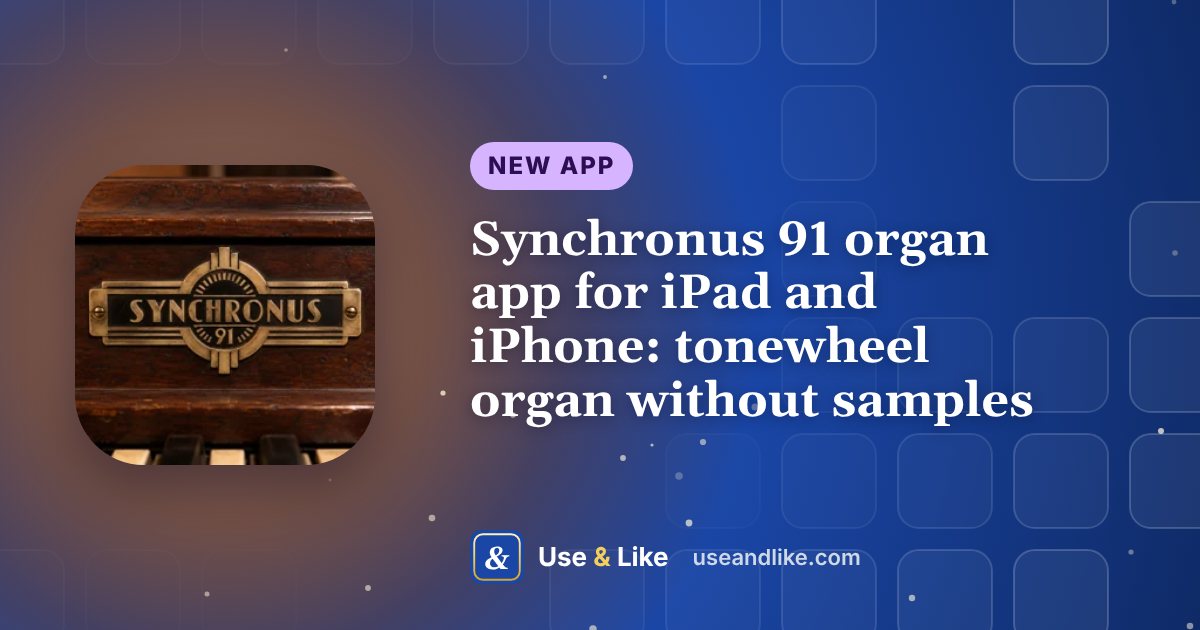 SYNCHRONUS
91
NEW APP
Synchronus 91 organ
app for iPad and
iPhone: tonewheel
organ without samples
& Use & Like useandlike.com